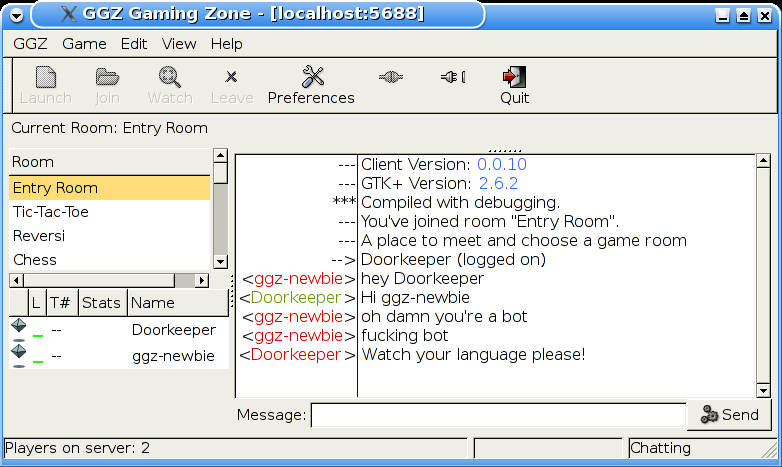 GGZ Gaming Zone - [localhost:5688]
GGZ Game Edit View Help
Launch Join Watch Leave Preferences Quit
Current Room: Entry Room
Room
Entry Room
Tic-Tac-Toe
Reversi
Chess
L T# Stats Name
-- Doorkeeper
-- ggz-newbie
--- Client Version: 0.0.10
--- GTK+ Version: 2.6.2
*** Compiled with debugging.
--- You've joined room "Entry Room".
--- A place to meet and choose a game room
--> Doorkeeper (logged on)
<ggz-newbie> hey Doorkeeper
<Doorkeeper> Hi ggz-newbie
<ggz-newbie> oh damn you're a bot
<ggz-newbie> fucking bot
<Doorkeeper > Watch your language please!
Message: Send
Players on server: 2 Chatting